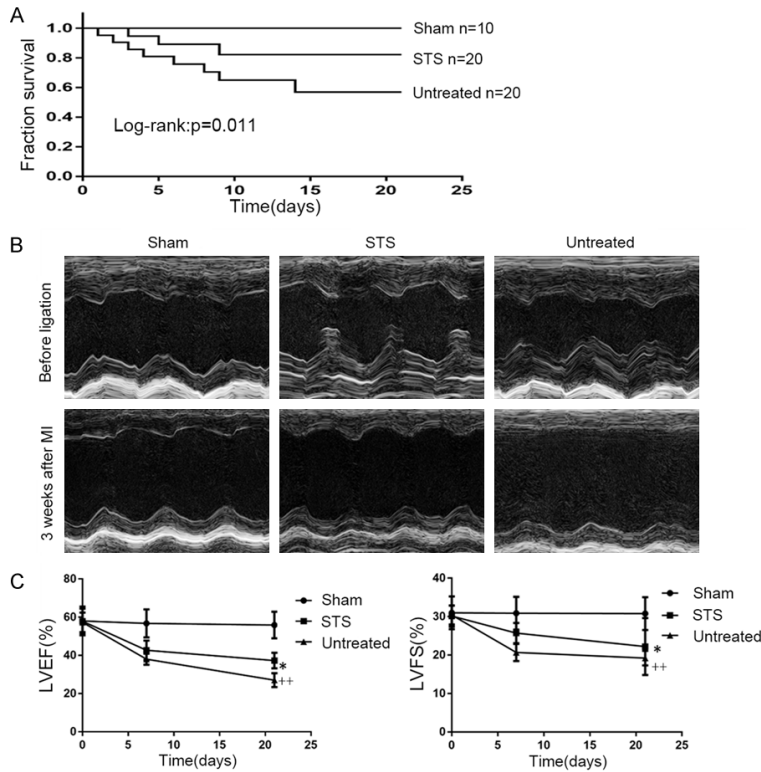 A
Fraction survival
1.0
0.8
0.6
0.4
0.2
0.0
Sham n=10
STS n=20
Untreated n=20
Log-rank:p=0.011
0 5 10 15 20 25
Time(days)
B
Sham STS Untreated
Before ligation
3 weeks after MI
C
LVEF(%)
80
60
40
20
0
Sham
STS
Untreated
*
++
0 5 10 15 20 25
Time(days)
LVFS(%)
40
30
20
10
0
Sham
STS
Untreated
*
++
0 5 10 15 20 25
Time(days)